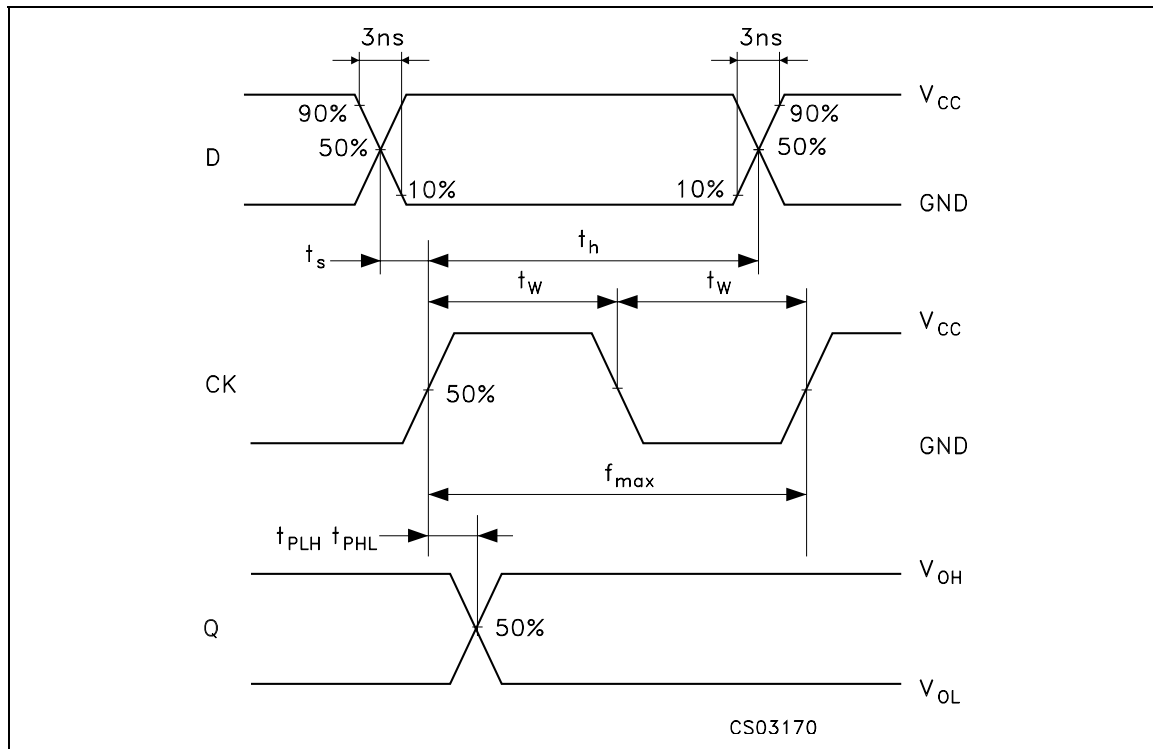 3ns 3ns
V_CC
90% 90%
D 50% 50%
10% 10%
GND
t_s t_h
t_W t_W
V_CC
CK 50%
GND
f_max
t_PLH t_PHL
V_OH
Q 50%
V_OL
CS03170